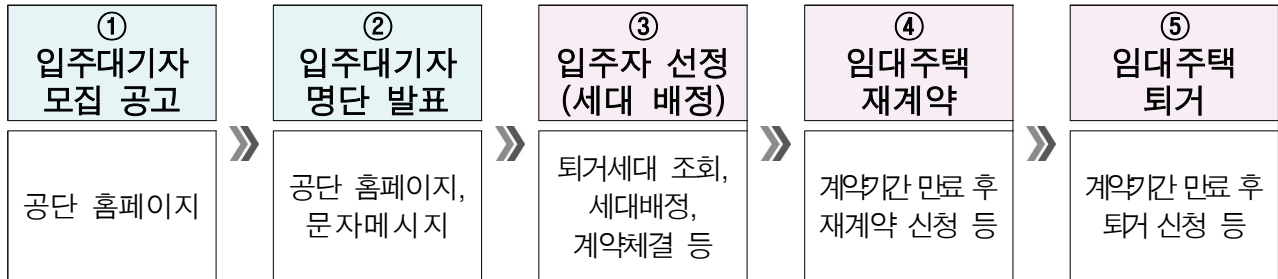 ①
입주대기자
모집 공고
공단 홈페이지
②
입주대기자
명단 발표
공단 홈페이지,
문자메시지
③
입주자 선정
(세대 배정)
퇴거세대 조회,
세대배정,
계약체결 등
④
임대주택
재계약
계약기간 만료 후
재계약 신청 등
⑤
임대주택
퇴거
계약기간 만료 후
퇴거 신청 등